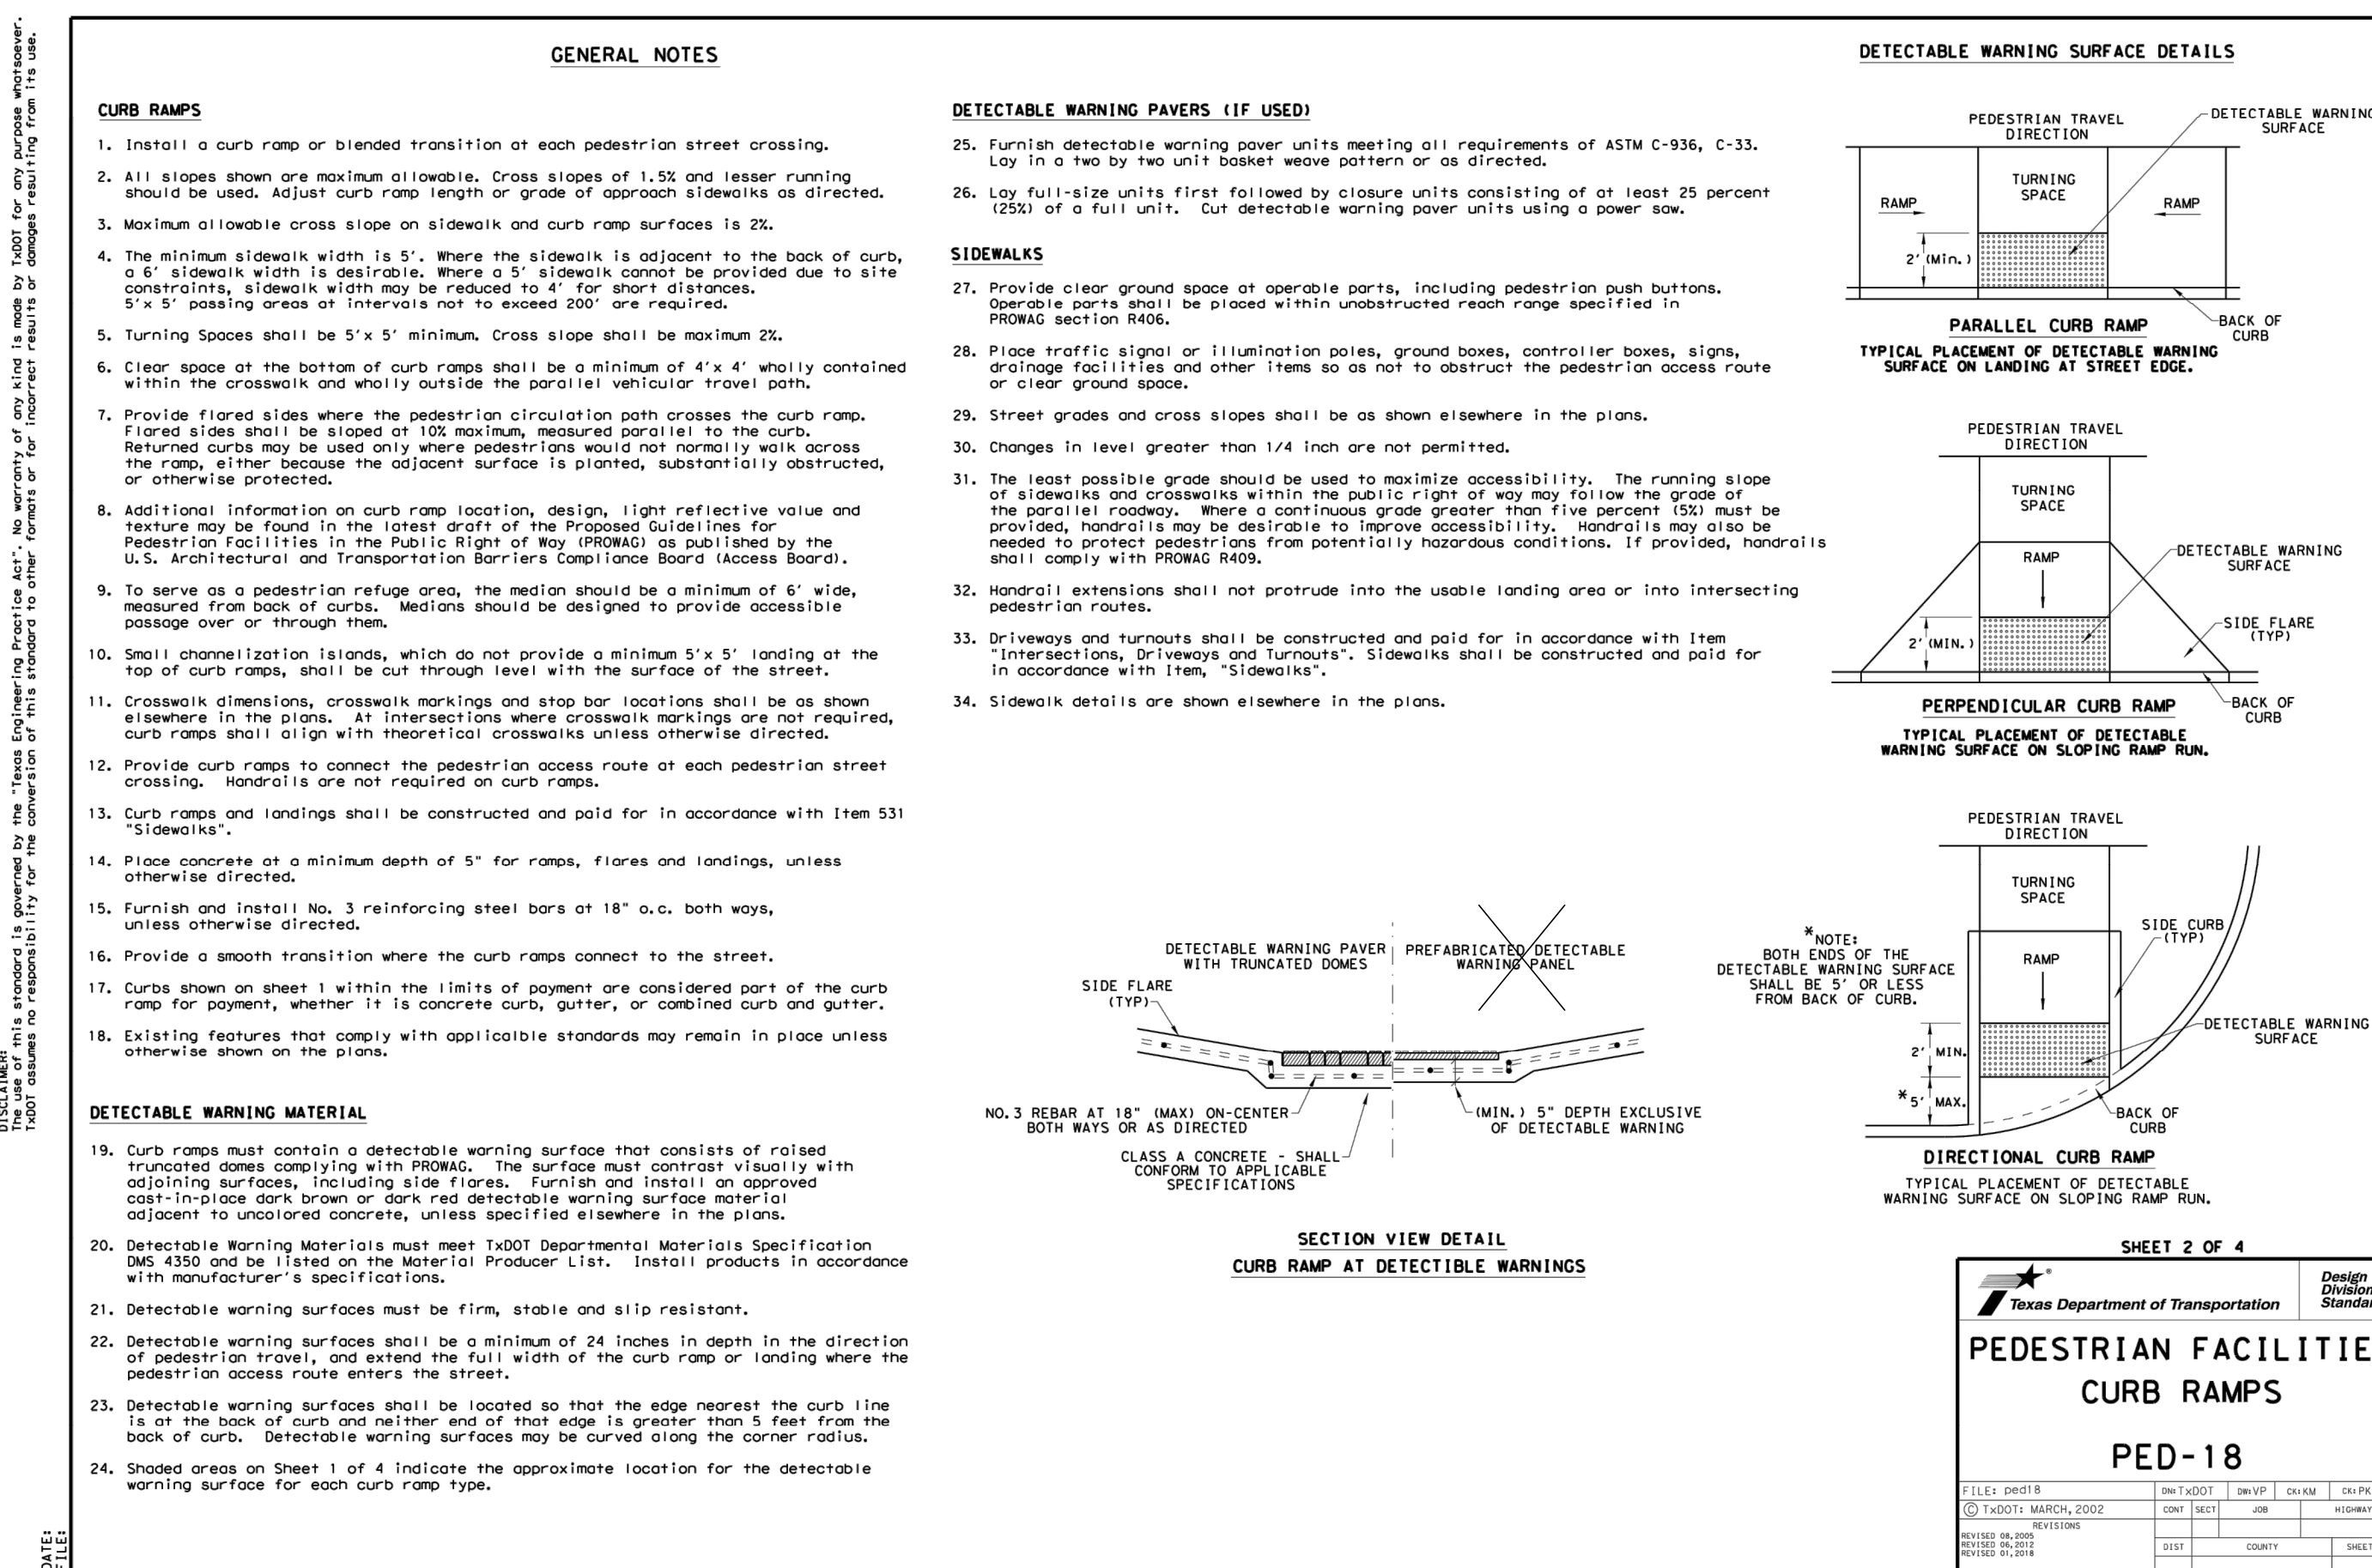 DISCLAIMER:
The use of this standard is governed by the "Texas Engineering Practice Act". No warranty of any kind is made by TxDOT for any purpose whatsoever.
TxDOT assumes no responsibility for the conversion of this standard to other formats or for incorrect results or damages resulting from its use.
DATE:
FILE:
GENERAL NOTES
CURB RAMPS
1. Install a curb ramp or blended transition at each pedestrian street crossing.
2. All slopes shown are maximum allowable. Cross slopes of 1.5% and lesser running
should be used. Adjust curb ramp length or grade of approach sidewalks as directed.
3. Maximum allowable cross slope on sidewalk and curb ramp surfaces is 2%.
4. The minimum sidewalk width is 5'. Where the sidewalk is adjacent to the back of curb,
a 6' sidewalk width is desirable. Where a 5' sidewalk cannot be provided due to site
constraints, sidewalk width may be reduced to 4' for short distances.
5'x 5' passing areas at intervals not to exceed 200' are required.
5. Turning Spaces shall be 5'x 5' minimum. Cross slope shall be maximum 2%.
6. Clear space at the bottom of curb ramps shall be a minimum of 4'x 4' wholly contained
within the crosswalk and wholly outside the parallel vehicular travel path.
7. Provide flared sides where the pedestrian circulation path crosses the curb ramp.
Flared sides shall be sloped at 10% maximum, measured parallel to the curb.
Returned curbs may be used only where pedestrians would not normally walk across
the ramp, either because the adjacent surface is planted, substantially obstructed,
or otherwise protected.
8. Additional information on curb ramp location, design, light reflective value and
texture may be found in the latest draft of the Proposed Guidelines for
Pedestrian Facilities in the Public Right of Way (PROWAG) as published by the
U.S. Architectural and Transportation Barriers Compliance Board (Access Board).
9. To serve as a pedestrian refuge area, the median should be a minimum of 6' wide,
measured from back of curbs. Medians should be designed to provide accessible
passage over or through them.
10. Small channelization islands, which do not provide a minimum 5'x 5' landing at the
top of curb ramps, shall be cut through level with the surface of the street.
11. Crosswalk dimensions, crosswalk markings and stop bar locations shall be as shown
elsewhere in the plans. At intersections where crosswalk markings are not required,
curb ramps shall align with theoretical crosswalks unless otherwise directed.
12. Provide curb ramps to connect the pedestrian access route at each pedestrian street
crossing. Handrails are not required on curb ramps.
13. Curb ramps and landings shall be constructed and paid for in accordance with Item 531
"Sidewalks".
14. Place concrete at a minimum depth of 5" for ramps, flares and landings, unless
otherwise directed.
15. Furnish and install No. 3 reinforcing steel bars at 18" o.c. both ways,
unless otherwise directed.
16. Provide a smooth transition where the curb ramps connect to the street.
17. Curbs shown on sheet 1 within the limits of payment are considered part of the curb
ramp for payment, whether it is concrete curb, gutter, or combined curb and gutter.
18. Existing features that comply with applicalble standards may remain in place unless
otherwise shown on the plans.
DETECTABLE WARNING MATERIAL
19. Curb ramps must contain a detectable warning surface that consists of raised
truncated domes complying with PROWAG. The surface must contrast visually with
adjoining surfaces, including side flares. Furnish and install an approved
cast-in-place dark brown or dark red detectable warning surface material
adjacent to uncolored concrete, unless specified elsewhere in the plans.
20. Detectable Warning Materials must meet TxDOT Departmental Materials Specification
DMS 4350 and be listed on the Material Producer List. Install products in accordance
with manufacturer's specifications.
21. Detectable warning surfaces must be firm, stable and slip resistant.
22. Detectable warning surfaces shall be a minimum of 24 inches in depth in the direction
of pedestrian travel, and extend the full width of the curb ramp or landing where the
pedestrian access route enters the street.
23. Detectable warning surfaces shall be located so that the edge nearest the curb line
is at the back of curb and neither end of that edge is greater than 5 feet from the
back of curb. Detectable warning surfaces may be curved along the corner radius.
24. Shaded areas on Sheet 1 of 4 indicate the approximate location for the detectable
warning surface for each curb ramp type.
DETECTABLE WARNING PAVERS (IF USED)
25. Furnish detectable warning paver units meeting all requirements of ASTM C-936, C-33.
Lay in a two by two unit basket weave pattern or as directed.
26. Lay full-size units first followed by closure units consisting of at least 25 percent
(25%) of a full unit. Cut detectable warning paver units using a power saw.
SIDEWALKS
27. Provide clear ground space at operable parts, including pedestrian push buttons.
Operable parts shall be placed within unobstructed reach range specified in
PROWAG section R406.
28. Place traffic signal or illumination poles, ground boxes, controller boxes, signs,
drainage facilities and other items so as not to obstruct the pedestrian access route
or clear ground space.
29. Street grades and cross slopes shall be as shown elsewhere in the plans.
30. Changes in level greater than 1/4 inch are not permitted.
31. The least possible grade should be used to maximize accessibility. The running slope
of sidewalks and crosswalks within the public right of way may follow the grade of
the parallel roadway. Where a continuous grade greater than five percent (5%) must be
provided, handrails may be desirable to improve accessibility. Handrails may also be
needed to protect pedestrians from potentially hazardous conditions. If provided, handrails
shall comply with PROWAG R409.
32. Handrail extensions shall not protrude into the usable landing area or into intersecting
pedestrian routes.
33. Driveways and turnouts shall be constructed and paid for in accordance with Item
"Intersections, Driveways and Turnouts". Sidewalks shall be constructed and paid for
in accordance with Item, "Sidewalks".
34. Sidewalk details are shown elsewhere in the plans.
DETECTABLE WARNING PAVER
WITH TRUNCATED DOMES
PREFABRICATED DETECTABLE
WARNING PANEL
SIDE FLARE
(TYP)
NO.3 REBAR AT 18" (MAX) ON-CENTER
BOTH WAYS OR AS DIRECTED
(MIN.) 5" DEPTH EXCLUSIVE
OF DETECTABLE WARNING
CLASS A CONCRETE - SHALL
CONFORM TO APPLICABLE
SPECIFICATIONS
SECTION VIEW DETAIL
CURB RAMP AT DETECTIBLE WARNINGS
DETECTABLE WARNING SURFACE DETAILS
PEDESTRIAN TRAVEL
DIRECTION
DETECTABLE WARNING
SURFACE
TURNING
SPACE
RAMP
RAMP
2'(Min.)
BACK OF
CURB
PARALLEL CURB RAMP
TYPICAL PLACEMENT OF DETECTABLE WARNING
SURFACE ON LANDING AT STREET EDGE.
PEDESTRIAN TRAVEL
DIRECTION
TURNING
SPACE
RAMP
DETECTABLE WARNING
SURFACE
SIDE FLARE
(TYP)
2'(MIN.)
BACK OF
CURB
PERPENDICULAR CURB RAMP
TYPICAL PLACEMENT OF DETECTABLE
WARNING SURFACE ON SLOPING RAMP RUN.
PEDESTRIAN TRAVEL
DIRECTION
TURNING
SPACE
SIDE CURB
(TYP)
*NOTE:
BOTH ENDS OF THE
DETECTABLE WARNING SURFACE
SHALL BE 5' OR LESS
FROM BACK OF CURB.
RAMP
DETECTABLE WARNING
SURFACE
2' MIN.
*5' MAX.
BACK OF
CURB
DIRECTIONAL CURB RAMP
TYPICAL PLACEMENT OF DETECTABLE
WARNING SURFACE ON SLOPING RAMP RUN.
SHEET 2 OF 4
®
Texas Department of Transportation
Design
Division
Standar
PEDESTRIAN FACILITIE
CURB RAMPS
PED-18
FILE: ped18
DN: TxDOT
DW: VP
CK: KM
CK: PK
© TxDOT: MARCH, 2002
CONT
SECT
JOB
HIGHWAY
REVISIONS
REVISED 08, 2005
REVISED 06, 2012
REVISED 01, 2018
DIST
COUNTY
SHEET